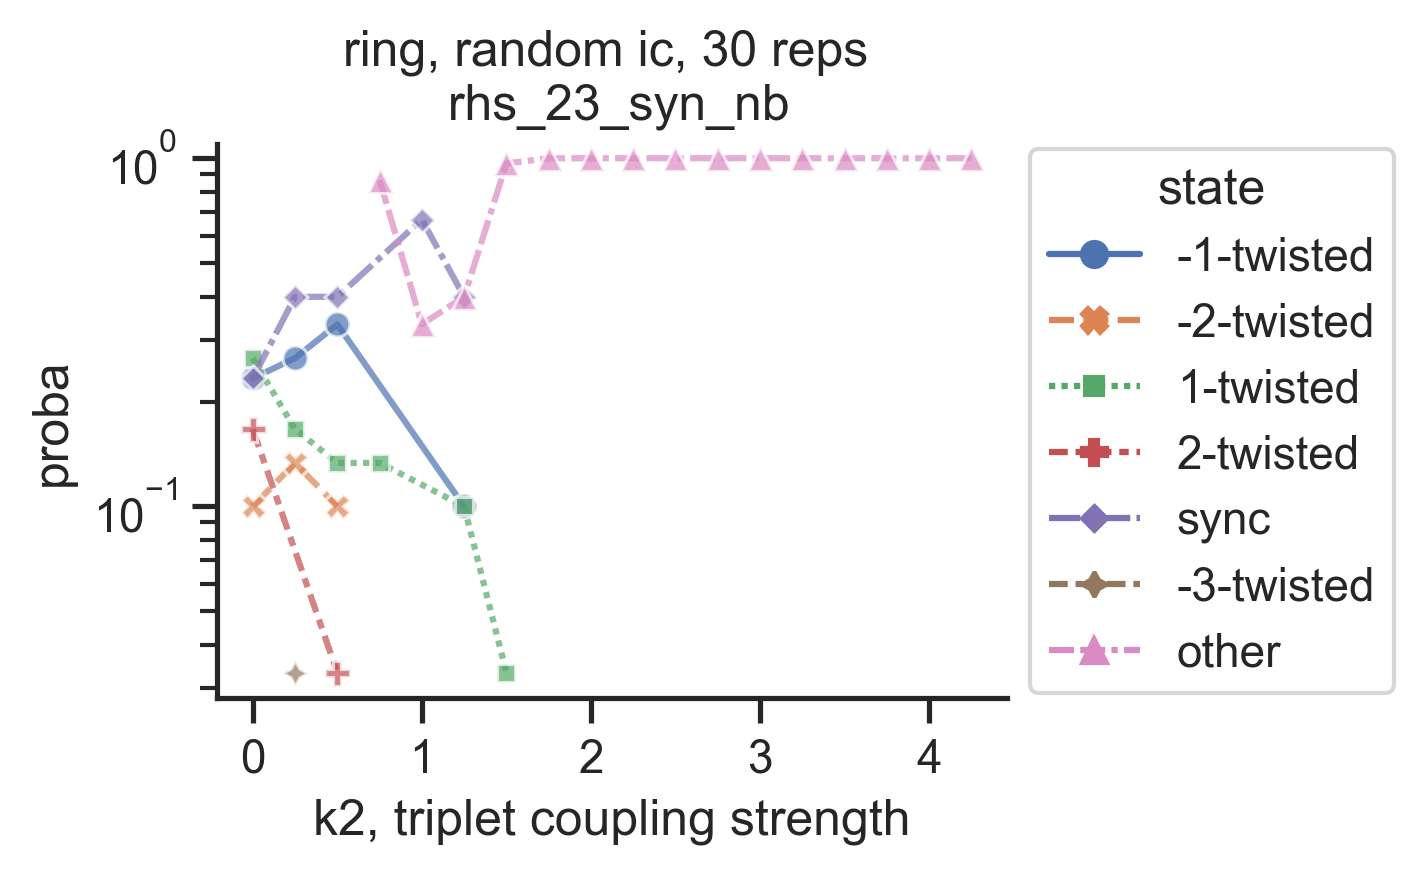 ring, random ic, 30 reps
rhs_23_syn_nb
10^0
10^−1
proba
0 1 2 3 4
k2, triplet coupling strength
state
-1-twisted
-2-twisted
1-twisted
2-twisted
sync
-3-twisted
other